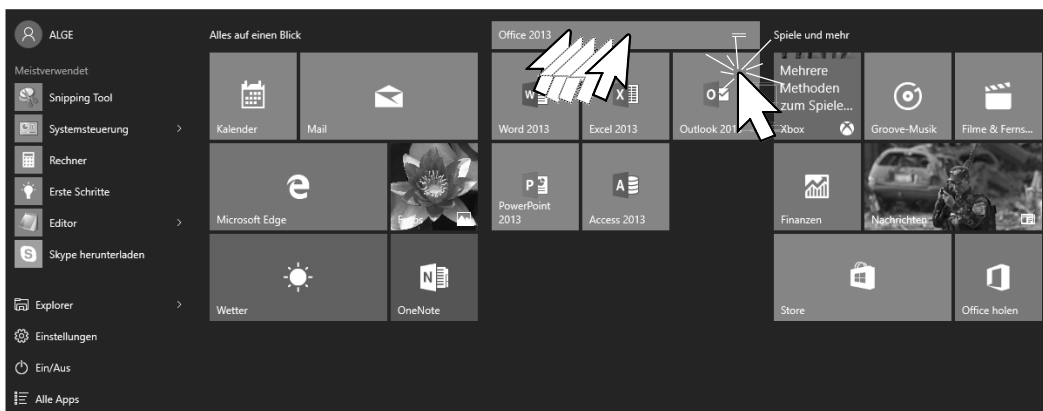 ALGE
Meistverwendet
Snipping Tool
Systemsteuerung
Rechner
Erste Schritte
Editor
Skype herunterladen
Explorer
Einstellungen
Ein/Aus
Alle Apps
Alles auf einen Blick
Kalender
Mail
Microsoft Edge
Wetter
OneNote
Office 2013
Word 2013
Excel 2013
Outlook
PowerPoint
2013
Access 2013
Spiele und mehr
Mehrere
Methoden
zum Spiele...
Xbox
Groove-Musik
Filme & Ferns...
Finanzen
Nachrichten
Store
Office holen